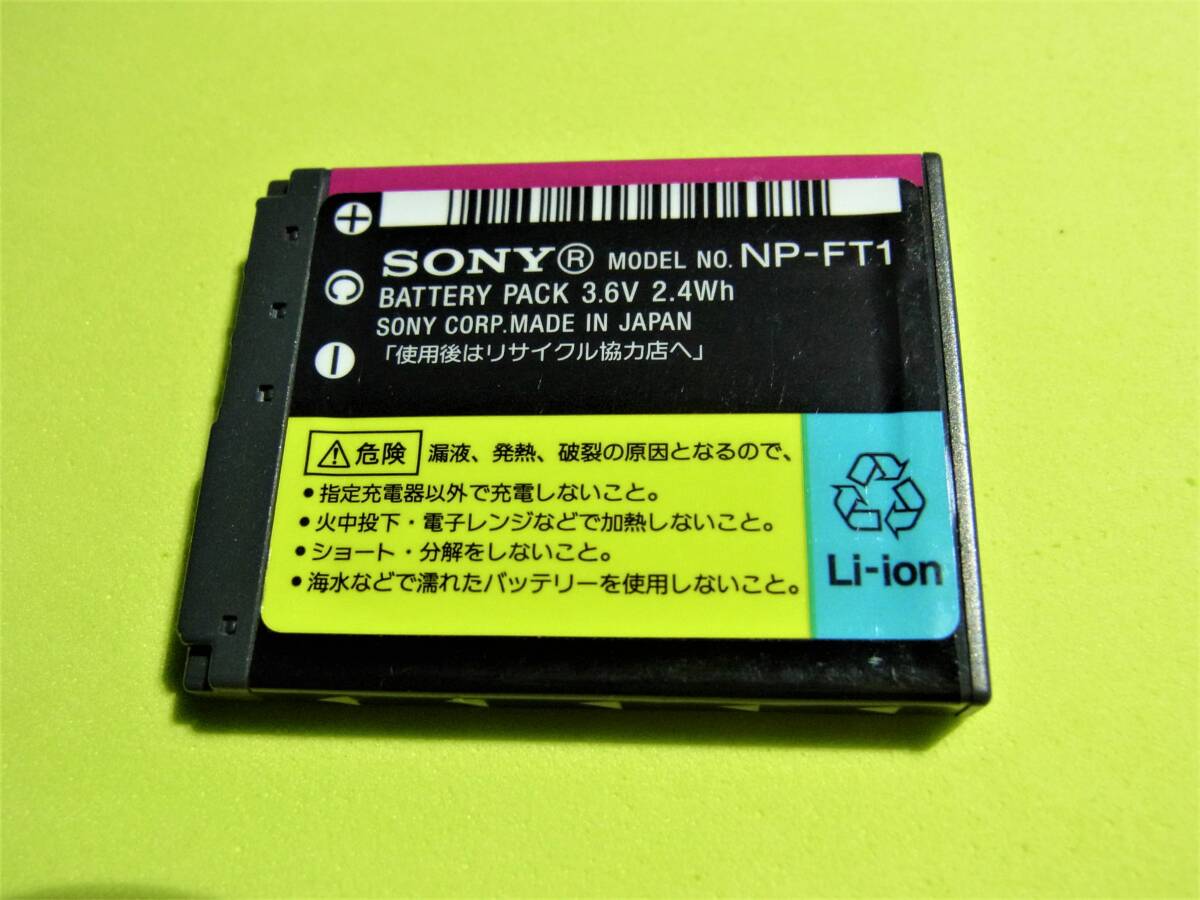 SONY® MODEL NO. NP-FT1
BATTERY PACK 3.6V 2.4Wh
SONY CORP.MADE IN JAPAN
「使用後はリサイクル協力店へ」
⚠危険 漏液、発熱、破裂の原因となるので、
•指定充電器以外で充電しないこと。
•火中投下・電子レンジなどで加熱しないこと。
•ショート・分解をしないこと。
•海水などで濡れたバッテリーを使用しないこと。
Li-ion